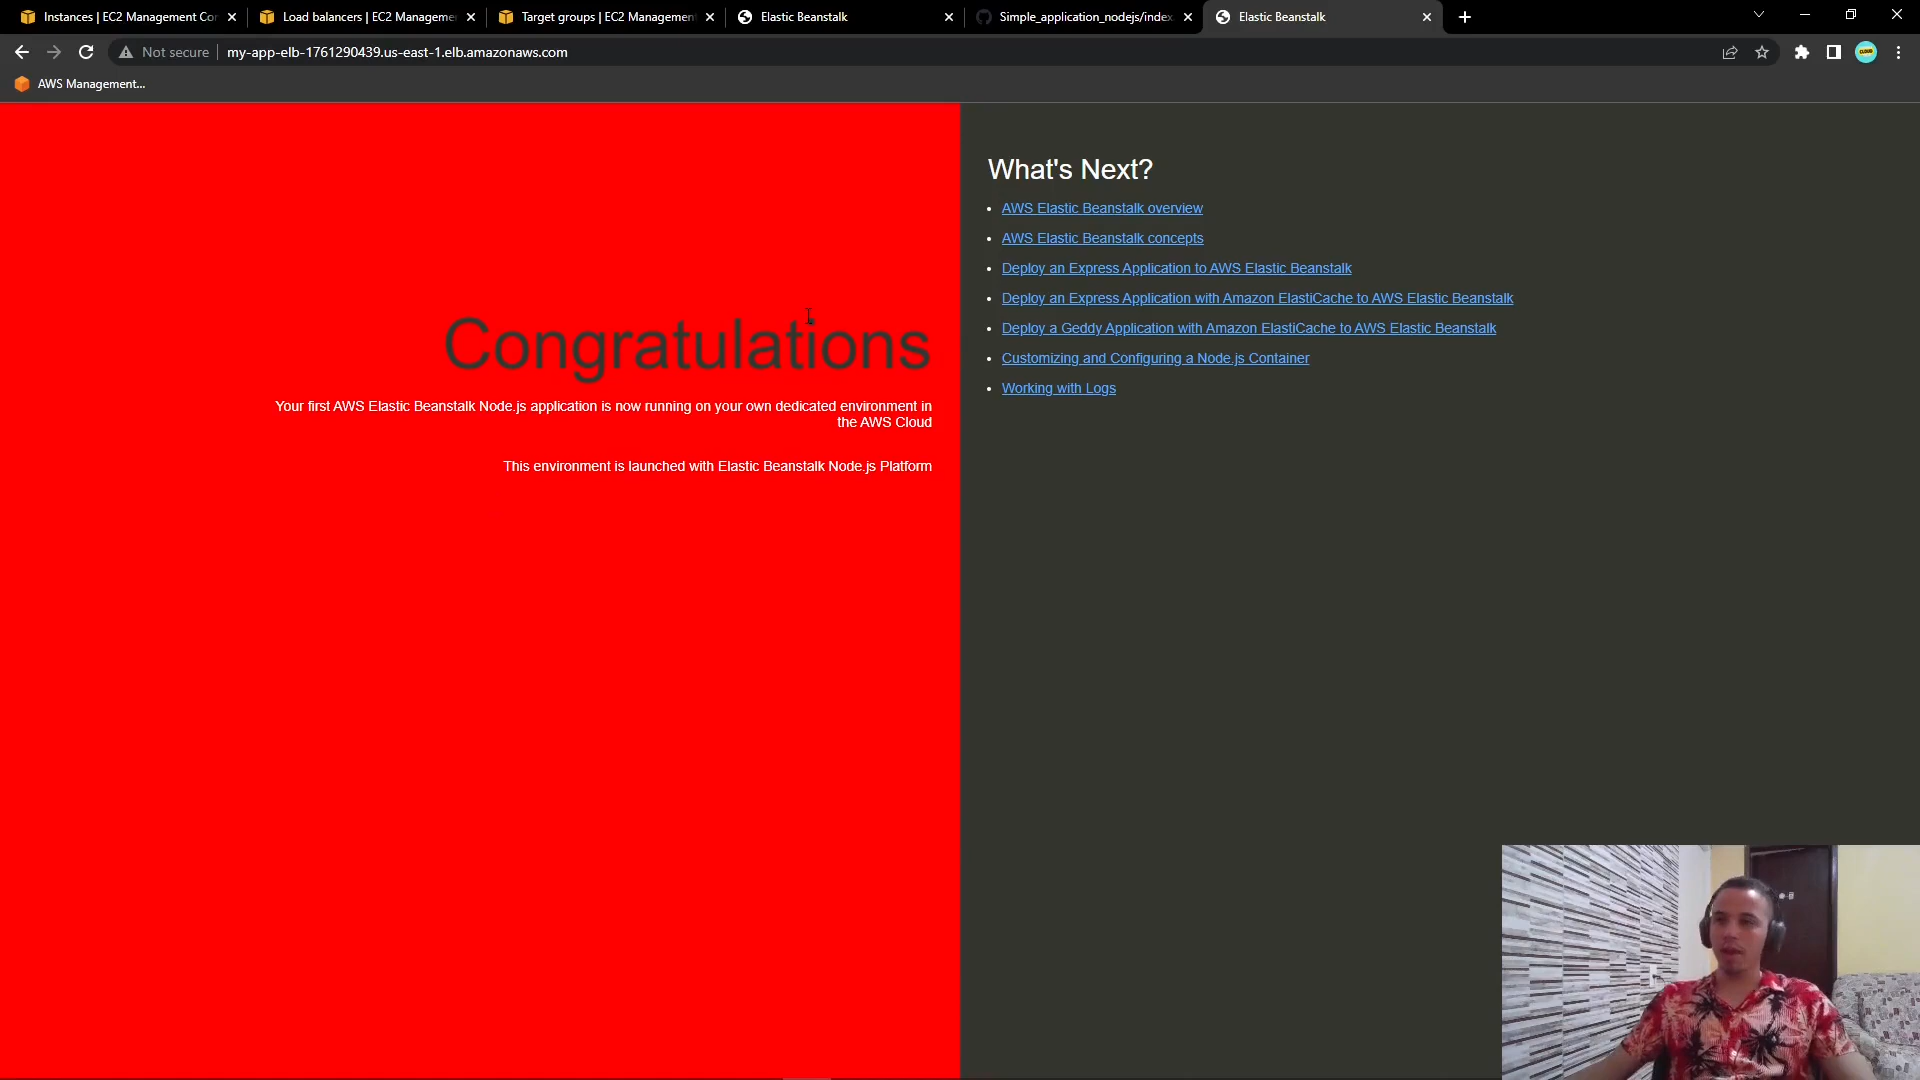 Instances | EC2 Management Co
Load balancers | EC2 Manageme
Target groups | EC2 Management
Elastic Beanstalk
Simple_application_nodejs/index
Elastic Beanstalk
Not secure
my-app-elb-1761290439.us-east-1.elb.amazonaws.com
AWS Management...
Congratulations
Your first AWS Elastic Beanstalk Node.js application is now running on your own dedicated environment in
the AWS Cloud
This environment is launched with Elastic Beanstalk Node.js Platform
What's Next?
AWS Elastic Beanstalk overview
AWS Elastic Beanstalk concepts
Deploy an Express Application to AWS Elastic Beanstalk
Deploy an Express Application with Amazon ElastiCache to AWS Elastic Beanstalk
Deploy a Geddy Application with Amazon ElastiCache to AWS Elastic Beanstalk
Customizing and Configuring a Node.js Container
Working with Logs